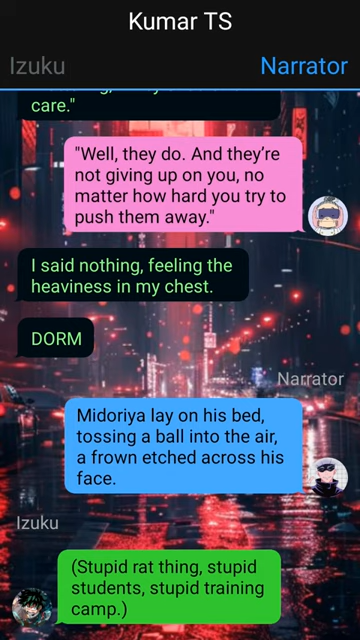 Kumar TS
Izuku
Narrator
care."
"Well, they do. And they’re
not giving up on you, no
matter how hard you try to
push them away."
I said nothing, feeling the
heaviness in my chest.
DORM
Narrator
Midoriya lay on his bed,
tossing a ball into the air,
a frown etched across his
face.
Izuku
(Stupid rat thing, stupid
students, stupid training
camp.)